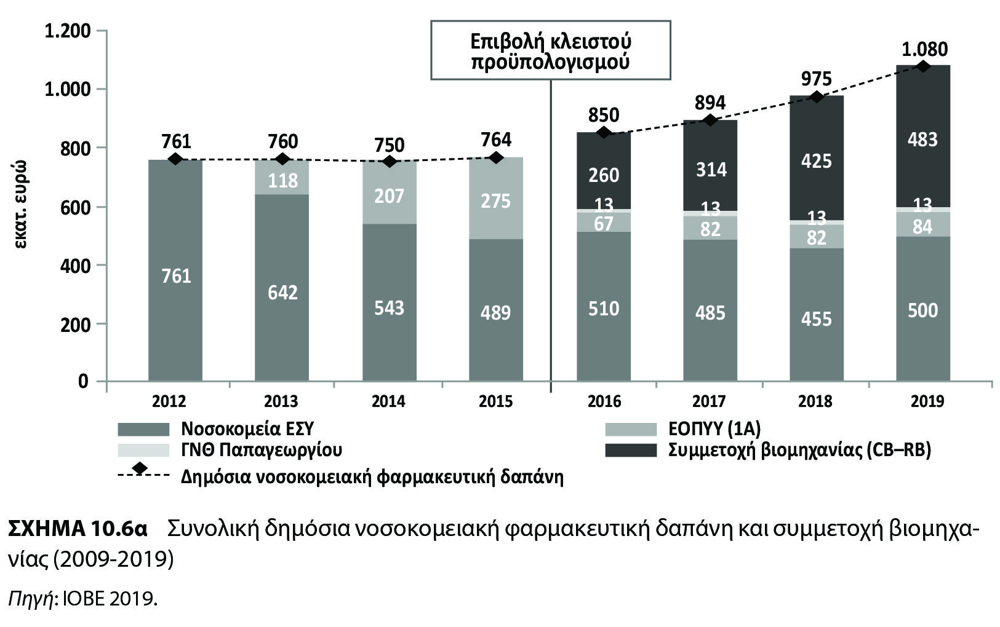 Επιβολή κλειστού
προϋπολογισμού
εκατ. ευρώ
1.200
1.000
800
600
400
200
0
761 760 750 764 850 894 975 1.080
118 207 275 260 314 425 483
13 13 13 13
67 82 82 84
761 642 543 489 510 485 455 500
2012 2013 2014 2015 2016 2017 2018 2019
Νοσοκομεία ΕΣΥ ΕΟΠΥΥ (1Α)
ΓΝΘ Παπαγεωργίου Συμμετοχή βιομηχανίας (CB–RB)
Δημόσια νοσοκομειακή φαρμακευτική δαπάνη
ΣΧΗΜΑ 10.6α Συνολική δημόσια νοσοκομειακή φαρμακευτική δαπάνη και συμμετοχή βιομηχα-
νίας (2009-2019)
Πηγή: ΙΟΒΕ 2019.